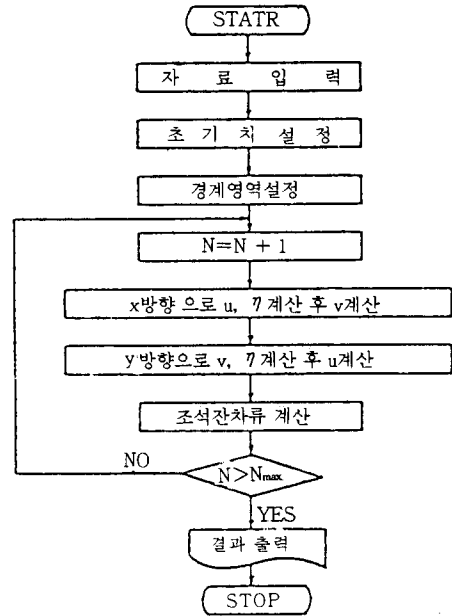 STATR
자 료 입 력
초 기 치 설 정
경계영역설정
N=N + 1
x방향 으로 u, η 계산 후 v계산
y방향으로 v, η 계산 후 u계산
조석잔차류 계산
NO
N>Nmax
YES
결과 출력
STOP